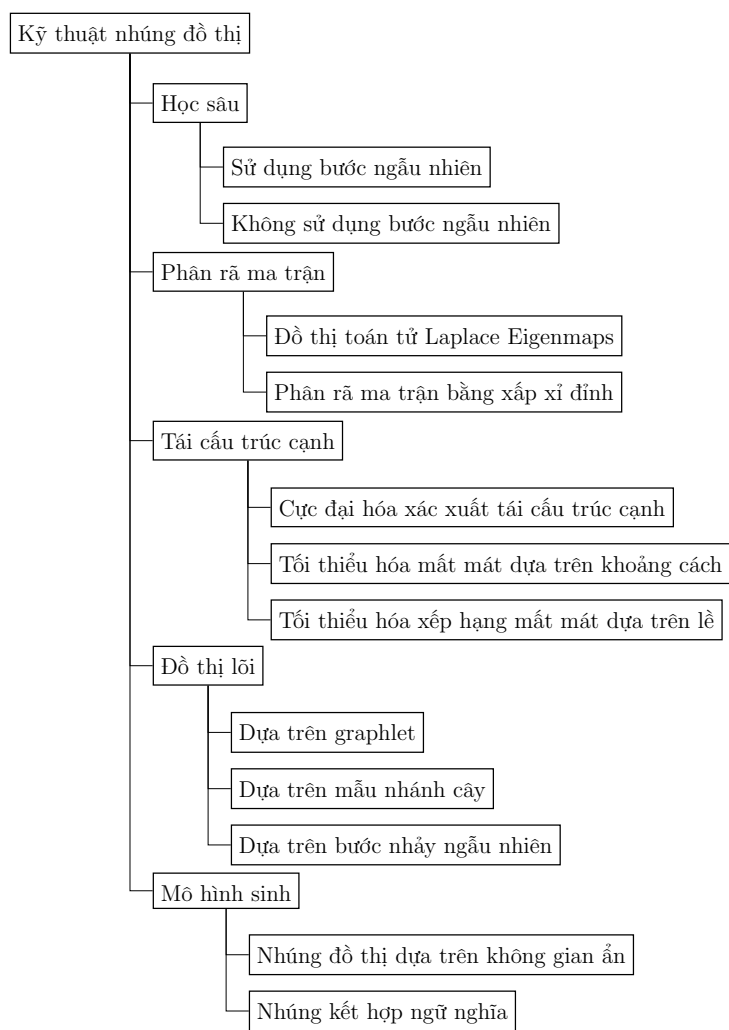 Kỹ thuật nhúng đồ thị
Học sâu
Sử dụng bước ngẫu nhiên
Không sử dụng bước ngẫu nhiên
Phân rã ma trận
Đồ thị toán tử Laplace Eigenmaps
Phân rã ma trận bằng xấp xỉ đỉnh
Tái cấu trúc cạnh
Cực đại hóa xác xuất tái cấu trúc cạnh
Tối thiểu hóa mất mát dựa trên khoảng cách
Tối thiểu hóa xếp hạng mất mát dựa trên lề
Đồ thị lõi
Dựa trên graphlet
Dựa trên mẫu nhánh cây
Dựa trên bước nhảy ngẫu nhiên
Mô hình sinh
Nhúng đồ thị dựa trên không gian ẩn
Nhúng kết hợp ngữ nghĩa